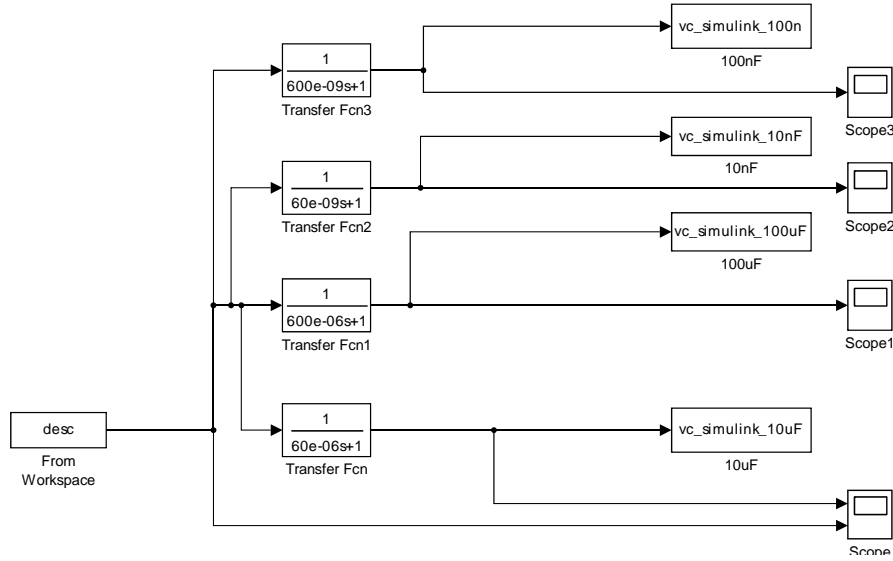 vc_simulink_100n
100nF
1
600e-09s+1
Transfer Fcn3
Scope3
vc_simulink_10nF
10nF
1
60e-09s+1
Transfer Fcn2
Scope2
vc_simulink_100uF
100uF
1
600e-06s+1
Transfer Fcn1
Scope1
desc
From
Workspace
1
60e-06s+1
Transfer Fcn
vc_simulink_10uF
10uF
Scope